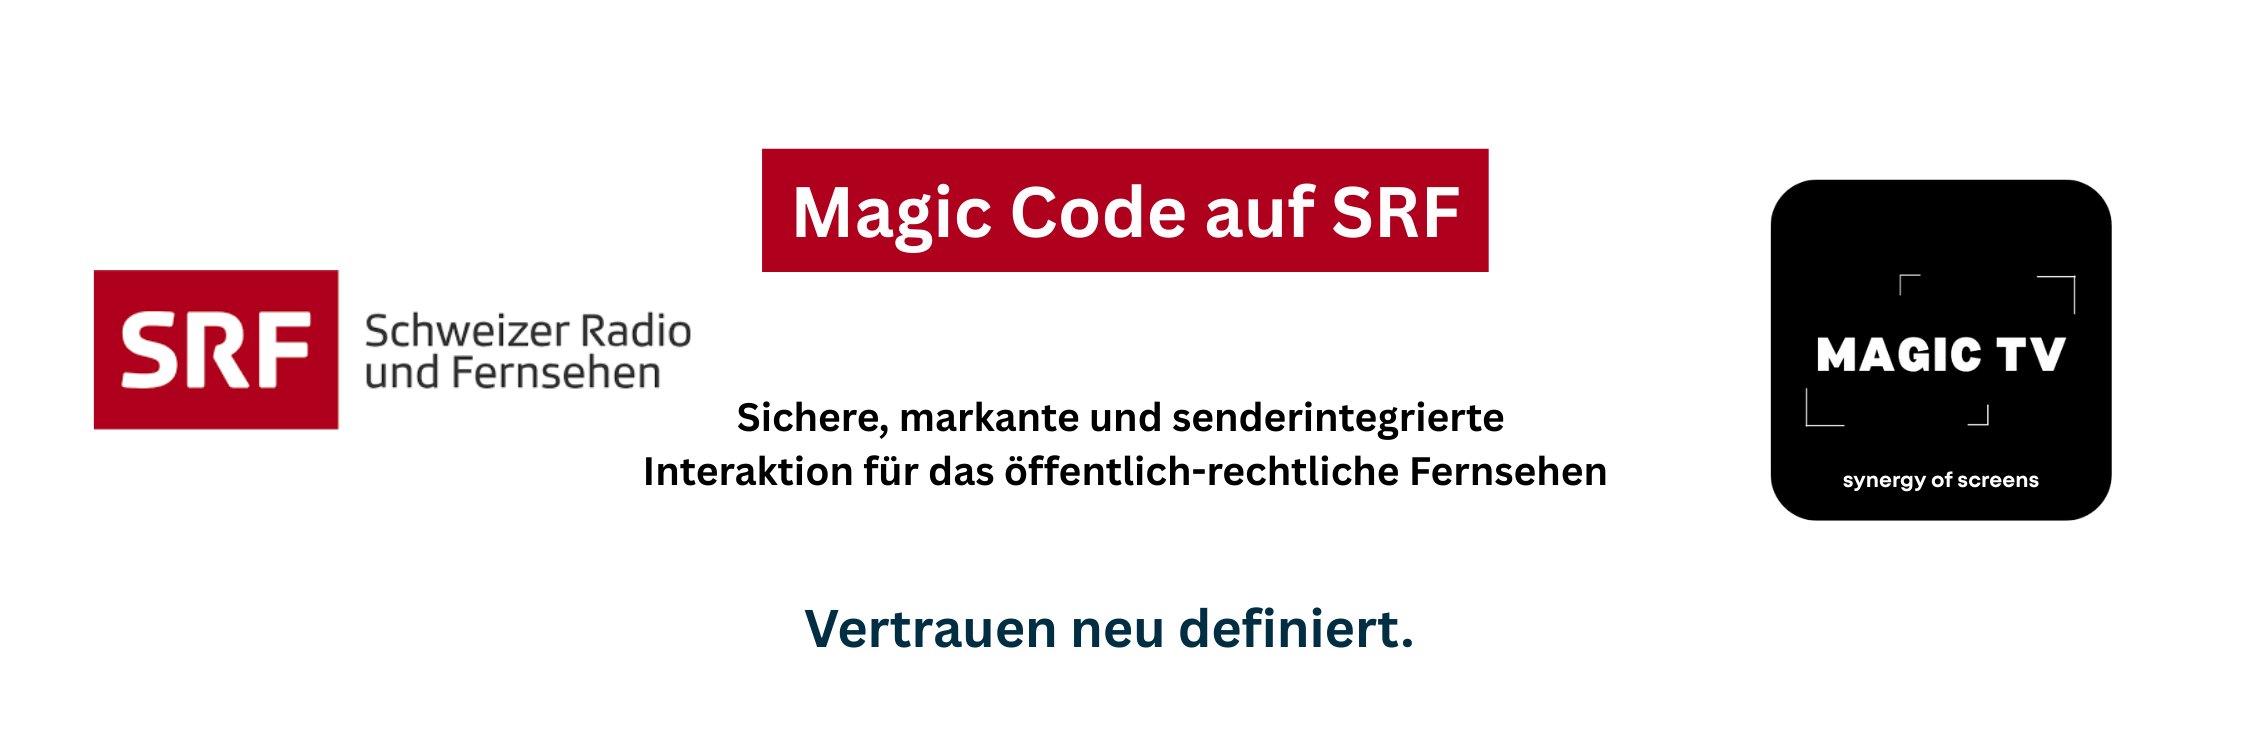 SRF
Schweizer Radio
und Fernsehen
Magic Code auf SRF
Sichere, markante und senderintegrierte
Interaktion für das öffentlich-rechtliche Fernsehen
Vertrauen neu definiert.
MAGIC TV
synergy of screens